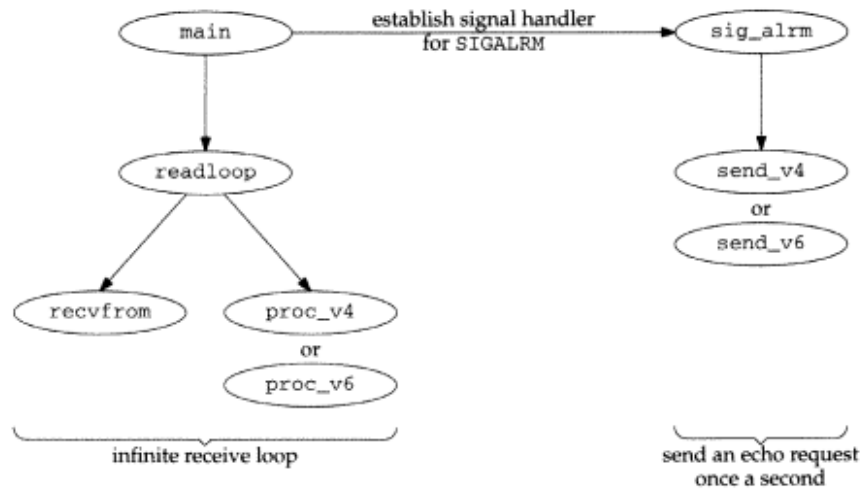 main
establish signal handler
for SIGALRM
sig_alrm
readloop
send_v4
or
send_v6
recvfrom
proc_v4
or
proc_v6
infinite receive loop
send an echo request
once a second